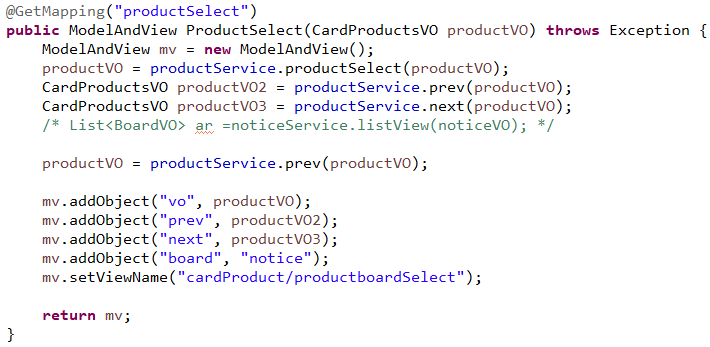 @GetMapping("productSelect")
public ModelAndView ProductSelect(CardProductsVO productVO) throws Exception {
    ModelAndView mv = new ModelAndView();
    productVO = productService.productSelect(productVO);
    CardProductsVO productVO2 = productService.prev(productVO);
    CardProductsVO productVO3 = productService.next(productVO);
    /* List<BoardVO> ar =noticeService.listView(noticeVO); */
    productVO = productService.prev(productVO);
    mv.addObject("vo", productVO);
    mv.addObject("prev", productVO2);
    mv.addObject("next", productVO3);
    mv.addObject("board", "notice");
    mv.setViewName("cardProduct/productboardSelect");
    return mv;
}